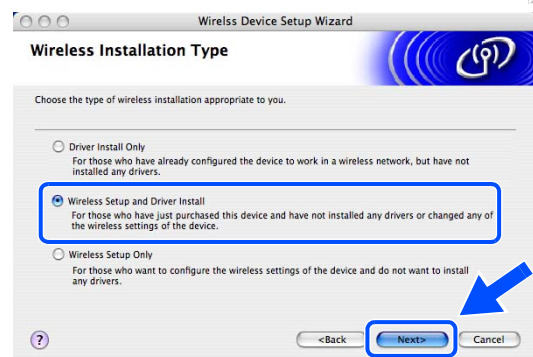 Wirelss Device Setup Wizard
Wireless Installation Type
Choose the type of wireless installation appropriate to you.
Driver Install Only
For those who have already configured the device to work in a wireless network, but have not
installed any drivers.
Wireless Setup and Driver Install
For those who have just purchased this device and have not installed any drivers or changed any of
the wireless settings of the device.
Wireless Setup Only
For those who want to configure the wireless settings of the device and do not want to install
any drivers.
? <Back Next> Cancel